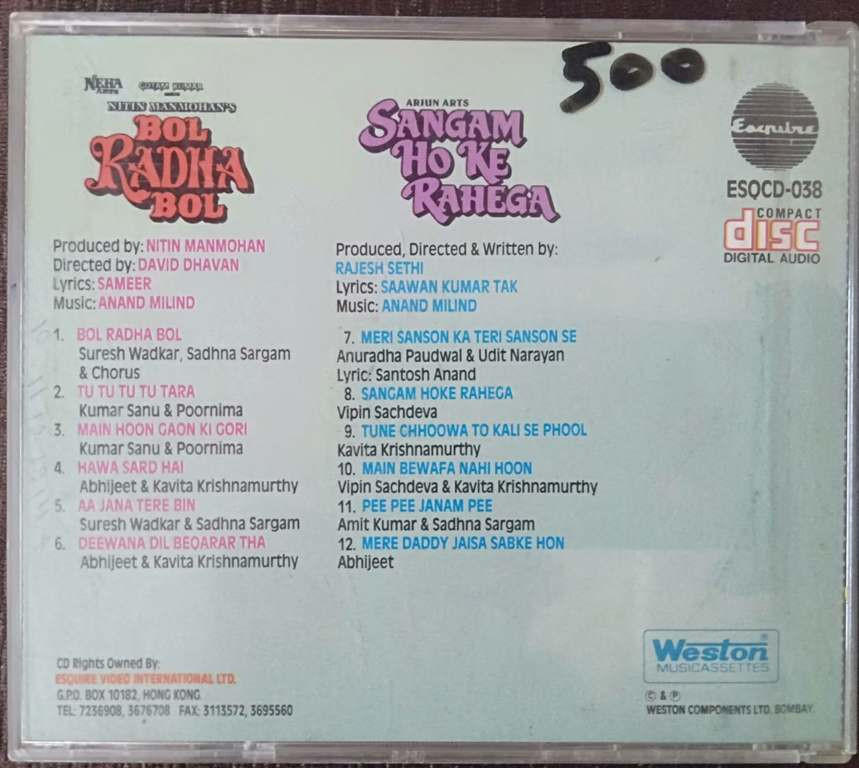 500
NEHA
ARTS
GOTAM KUMAR
NITIN MANMOHAN'S
BOL
RADHA
BOL
Produced by: NITIN MANMOHAN
Directed by: DAVID DHAVAN
Lyrics: SAMEER
Music: ANAND MILIND
1. BOL RADHA BOL
Suresh Wadkar, Sadhna Sargam
& Chorus
2. TU TU TU TU TARA
Kumar Sanu & Poornima
3. MAIN HOON GAON KI GORI
Kumar Sanu & Poornima
4. HAWA SARD HAI
Abhijeet & Kavita Krishnamurthy
5. AA JANA TERE BIN
Suresh Wadkar & Sadhna Sargam
6. DEEWANA DIL BEQARAR THA
Abhijeet & Kavita Krishnamurthy
ARJUN ARTS
SANGAM
HO KE
RAHEGA
Produced, Directed & Written by:
RAJESH SETHI
Lyrics: SAAWAN KUMAR TAK
Music: ANAND MILIND
7. MERI SANSON KA TERI SANSON SE
Anuradha Paudwal & Udit Narayan
Lyric: Santosh Anand
8. SANGAM HOKE RAHEGA
Vipin Sachdeva
9. TUNE CHHOOWA TO KALI SE PHOOL
Kavita Krishnamurthy
10. MAIN BEWAFA NAHI HOON
Vipin Sachdeva & Kavita Krishnamurthy
11. PEE PEE JANAM PEE
Amit Kumar & Sadhna Sargam
12. MERE DADDY JAISA SABKE HON
Abhijeet
Esquire
ESQCD-038
COMPACT
disc
DIGITAL AUDIO
CD Rights Owned By:
ESQUIRE VIDEO INTERNATIONAL LTD.
G.P.O. BOX 10182, HONG KONG
TEL: 7236908, 3676708 FAX: 3113572, 3695560
Weston®
MUSICASSETTES
© & ℗
WESTON COMPONENTS LTD. BOMBAY.